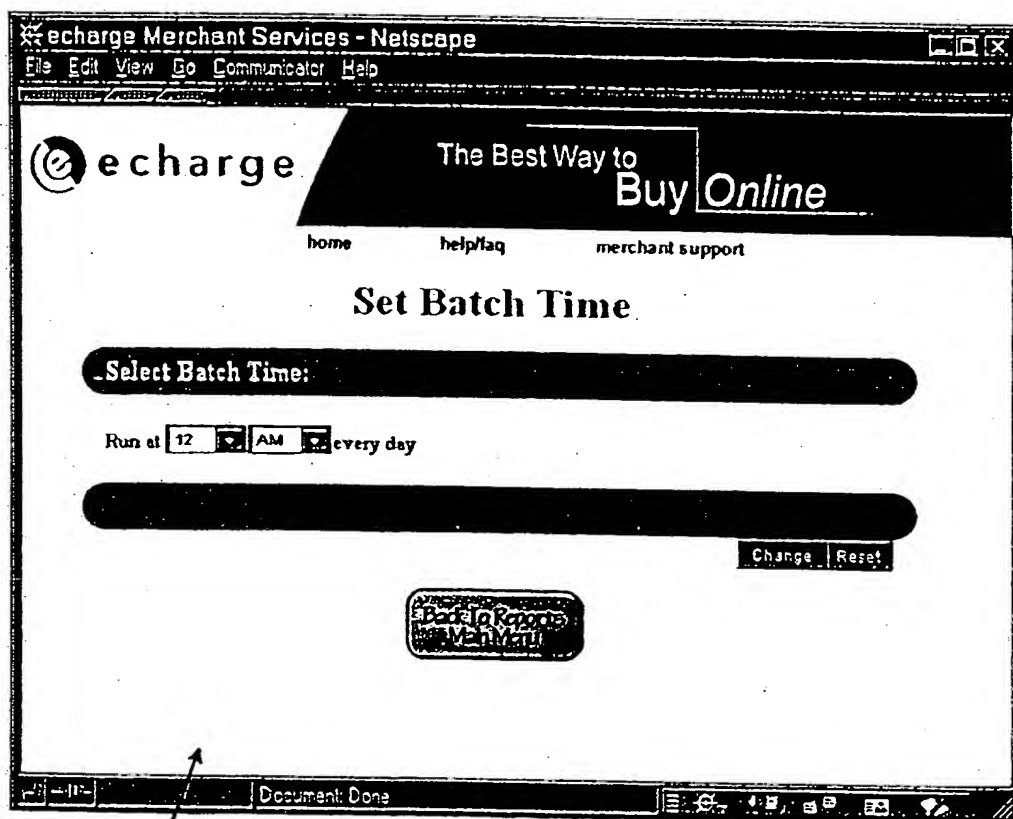 echarge Merchant Services - Netscape
File Edit View Go Communicator Help
echarge
The Best Way to
Buy Online
home help/faq merchant support
Set Batch Time
Select Batch Time:
Run at 12 AM every day
Change Reset
Back To Reports
Main Menu
Document: Done